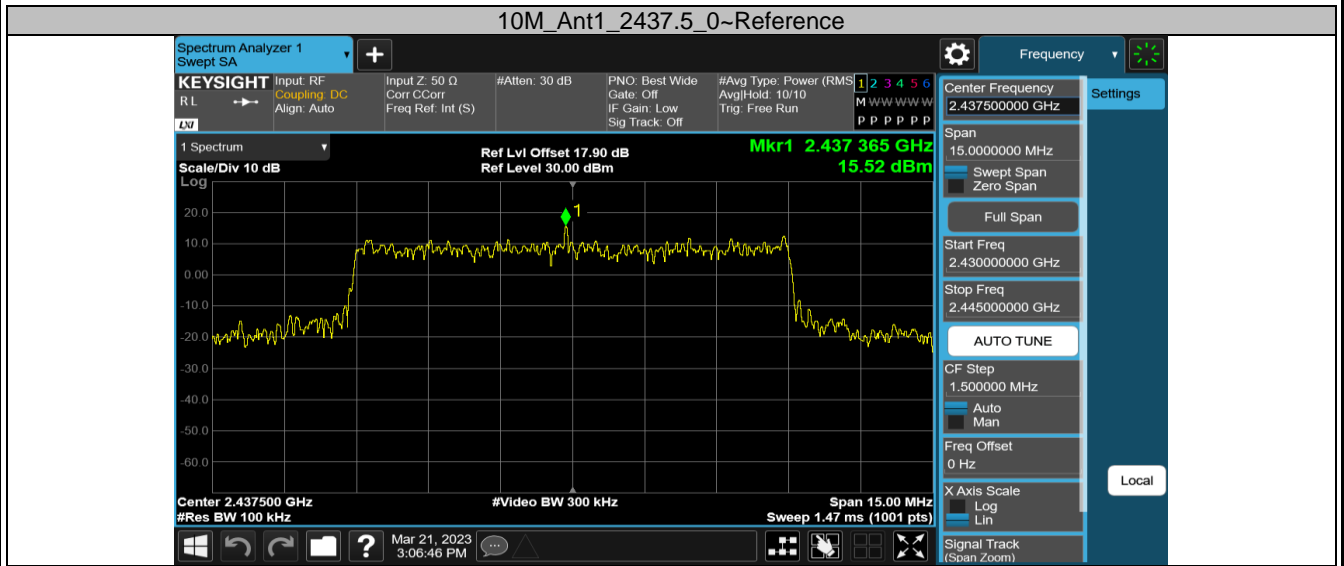 10M_Ant1_2437.5_0~Reference
Spectrum Analyzer 1
Swept SA
+
Frequency
KEYSIGHT
R L
LXI
Input: RF
Coupling: DC
Align: Auto
Input Z: 50 Ω
Corr CCorr
Freq Ref: Int (S)
#Atten: 30 dB
PNO: Best Wide
Gate: Off
IF Gain: Low
Sig Track: Off
#Avg Type: Power (RMS
Avg|Hold: 10/10
Trig: Free Run
1 2 3 4 5 6
M W W W W W
P P P P P P
1 Spectrum
Scale/Div 10 dB
Log
Ref Lvl Offset 17.90 dB
Ref Level 30.00 dBm
Mkr1 2.437 365 GHz
15.52 dBm
1
20.0
10.0
0.00
-10.0
-20.0
-30.0
-40.0
-50.0
-60.0
Center 2.437500 GHz
#Res BW 100 kHz
#Video BW 300 kHz
Span 15.00 MHz
Sweep 1.47 ms (1001 pts)
?
Mar 21, 2023
3:06:46 PM
Center Frequency
2.437500000 GHz
Span
15.0000000 MHz
Swept Span
Zero Span
Full Span
Start Freq
2.430000000 GHz
Stop Freq
2.445000000 GHz
AUTO TUNE
CF Step
1.500000 MHz
Auto
Man
Freq Offset
0 Hz
X Axis Scale
Log
Lin
Signal Track
(Span Zoom)
Settings
Local